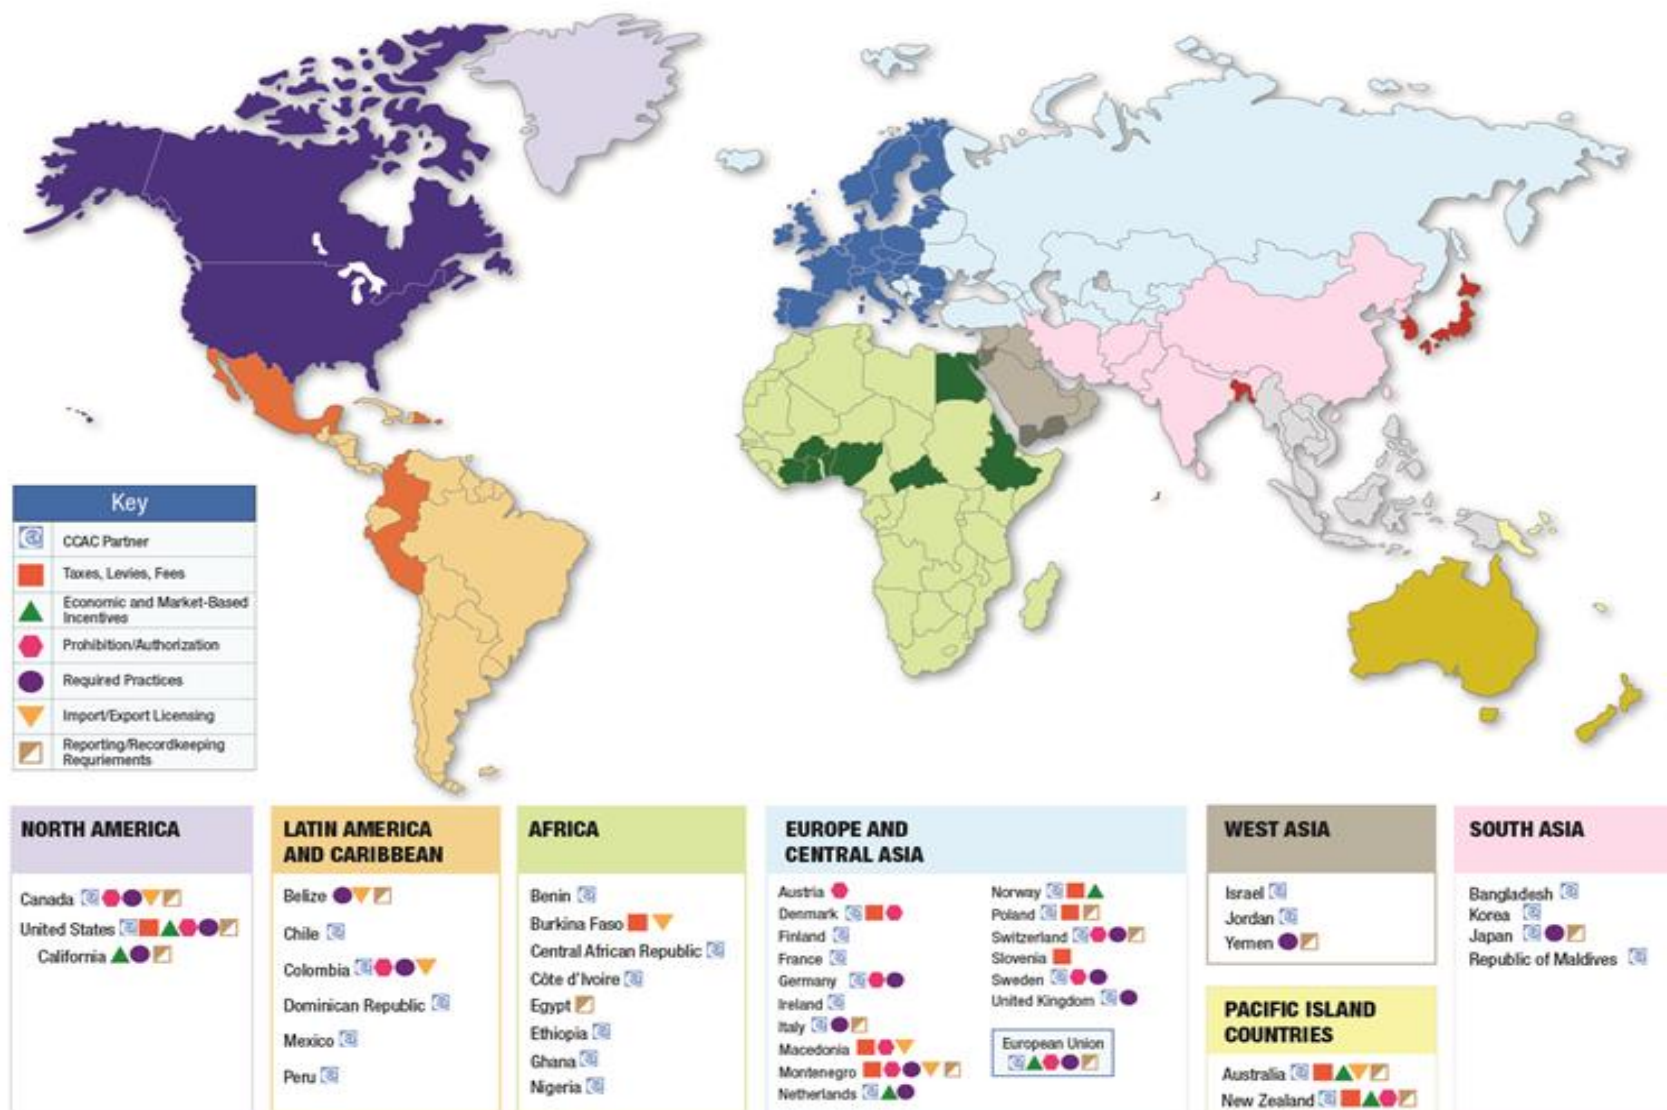 Key
CCAC Partner
Taxes, Levies, Fees
Economic and Market-Based
Incentives
Prohibition/Authorization
Required Practices
Import/Export Licensing
Reporting/Recordkeeping
Requriements
NORTH AMERICA
Canada
United States
California
LATIN AMERICA
AND CARIBBEAN
Belize
Chile
Colombia
Dominican Republic
Mexico
Peru
AFRICA
Benin
Burkina Faso
Central African Republic
Côte d'Ivoire
Egypt
Ethiopia
Ghana
Nigeria
EUROPE AND
CENTRAL ASIA
Austria
Denmark
Finland
France
Germany
Ireland
Italy
Macedonia
Montenegro
Netherlands
Norway
Poland
Switzerland
Slovenia
Sweden
United Kingdom
European Union
WEST ASIA
Israel
Jordan
Yemen
PACIFIC ISLAND
COUNTRIES
Australia
New Zealand
SOUTH ASIA
Bangladesh
Korea
Japan
Republic of Maldives